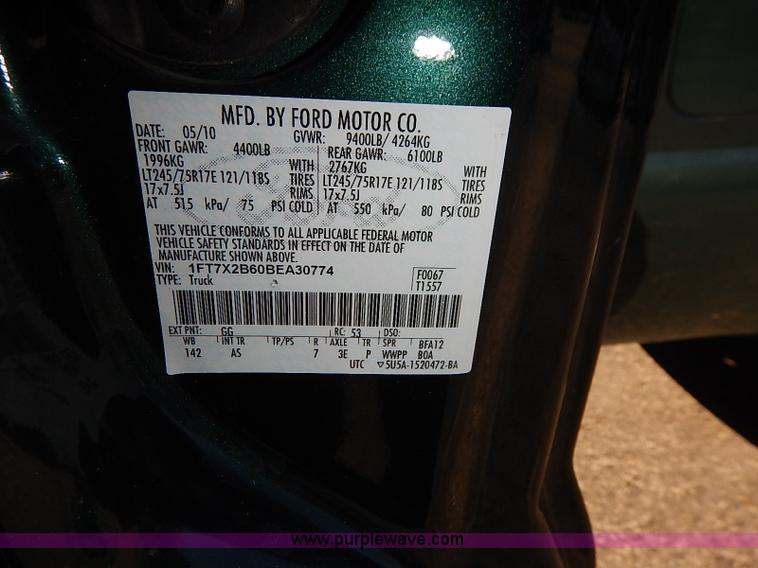 MFD. BY FORD MOTOR CO.
DATE: 05/10 GVWR: 9400LB/ 4264KG
FRONT GAWR: 4400LB REAR GAWR: 6100LB
1996KG WITH 2767KG WITH
LT245/75R17E 121/118S TIRES LT245/75R17E 121/118S TIRES
17x7.5J RIMS 17x7.5J RIMS
AT 515 kPa/ 75 PSI COLD AT 550 kPa/ 80 PSI COLD
THIS VEHICLE CONFORMS TO ALL APPLICABLE FEDERAL MOTOR
VEHICLE SAFETY STANDARDS IN EFFECT ON THE DATE OF
MANUFACTURE SHOWN ABOVE.
VIN: 1FT7X2B60BEA30774 F0067
TYPE: Truck T1557
EXT PNT: GG RC: 53 DSO:
WB INT TR TP/PS R AXLE TR SPR BFA12
142 AS 7 3E P WWPP BOA
UTC ▽5U5A-1520472-BA
www.purplewave.com